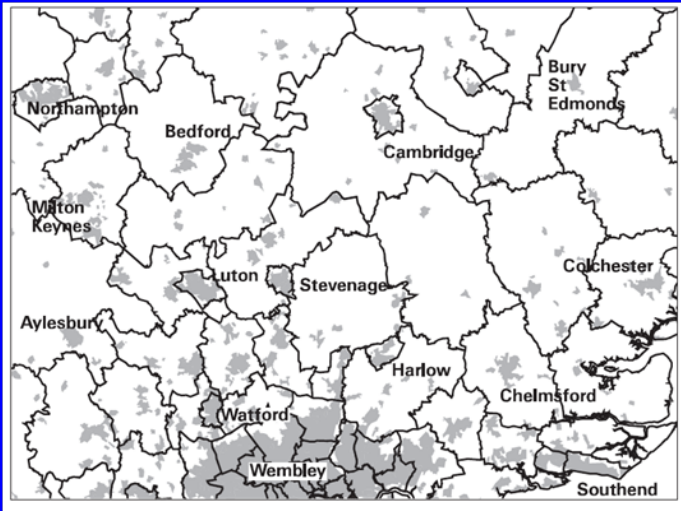 Bury
St
Edmonds
Northampton
Bedford
Cambridge
Milton
Keynes
Luton
Stevenage
Colchester
Aylesbury
Harlow
Chelmsford
Watford
Wembley
Southend